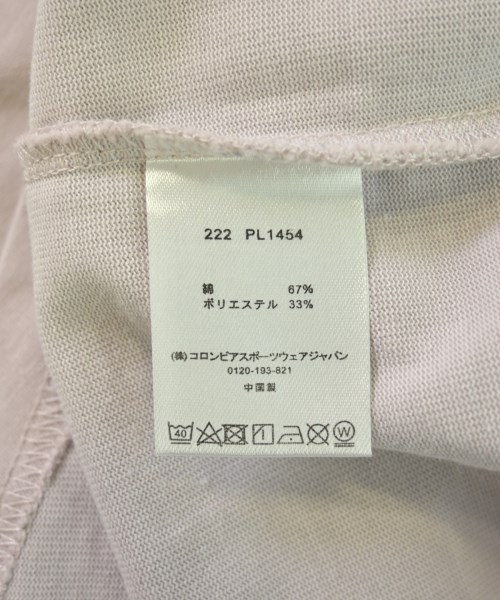 222 PL1454
綿 67%
ポリエステル 33%
(株)コロンビアスポーツウェアジャパン
0120-193-821
中国製
40
W